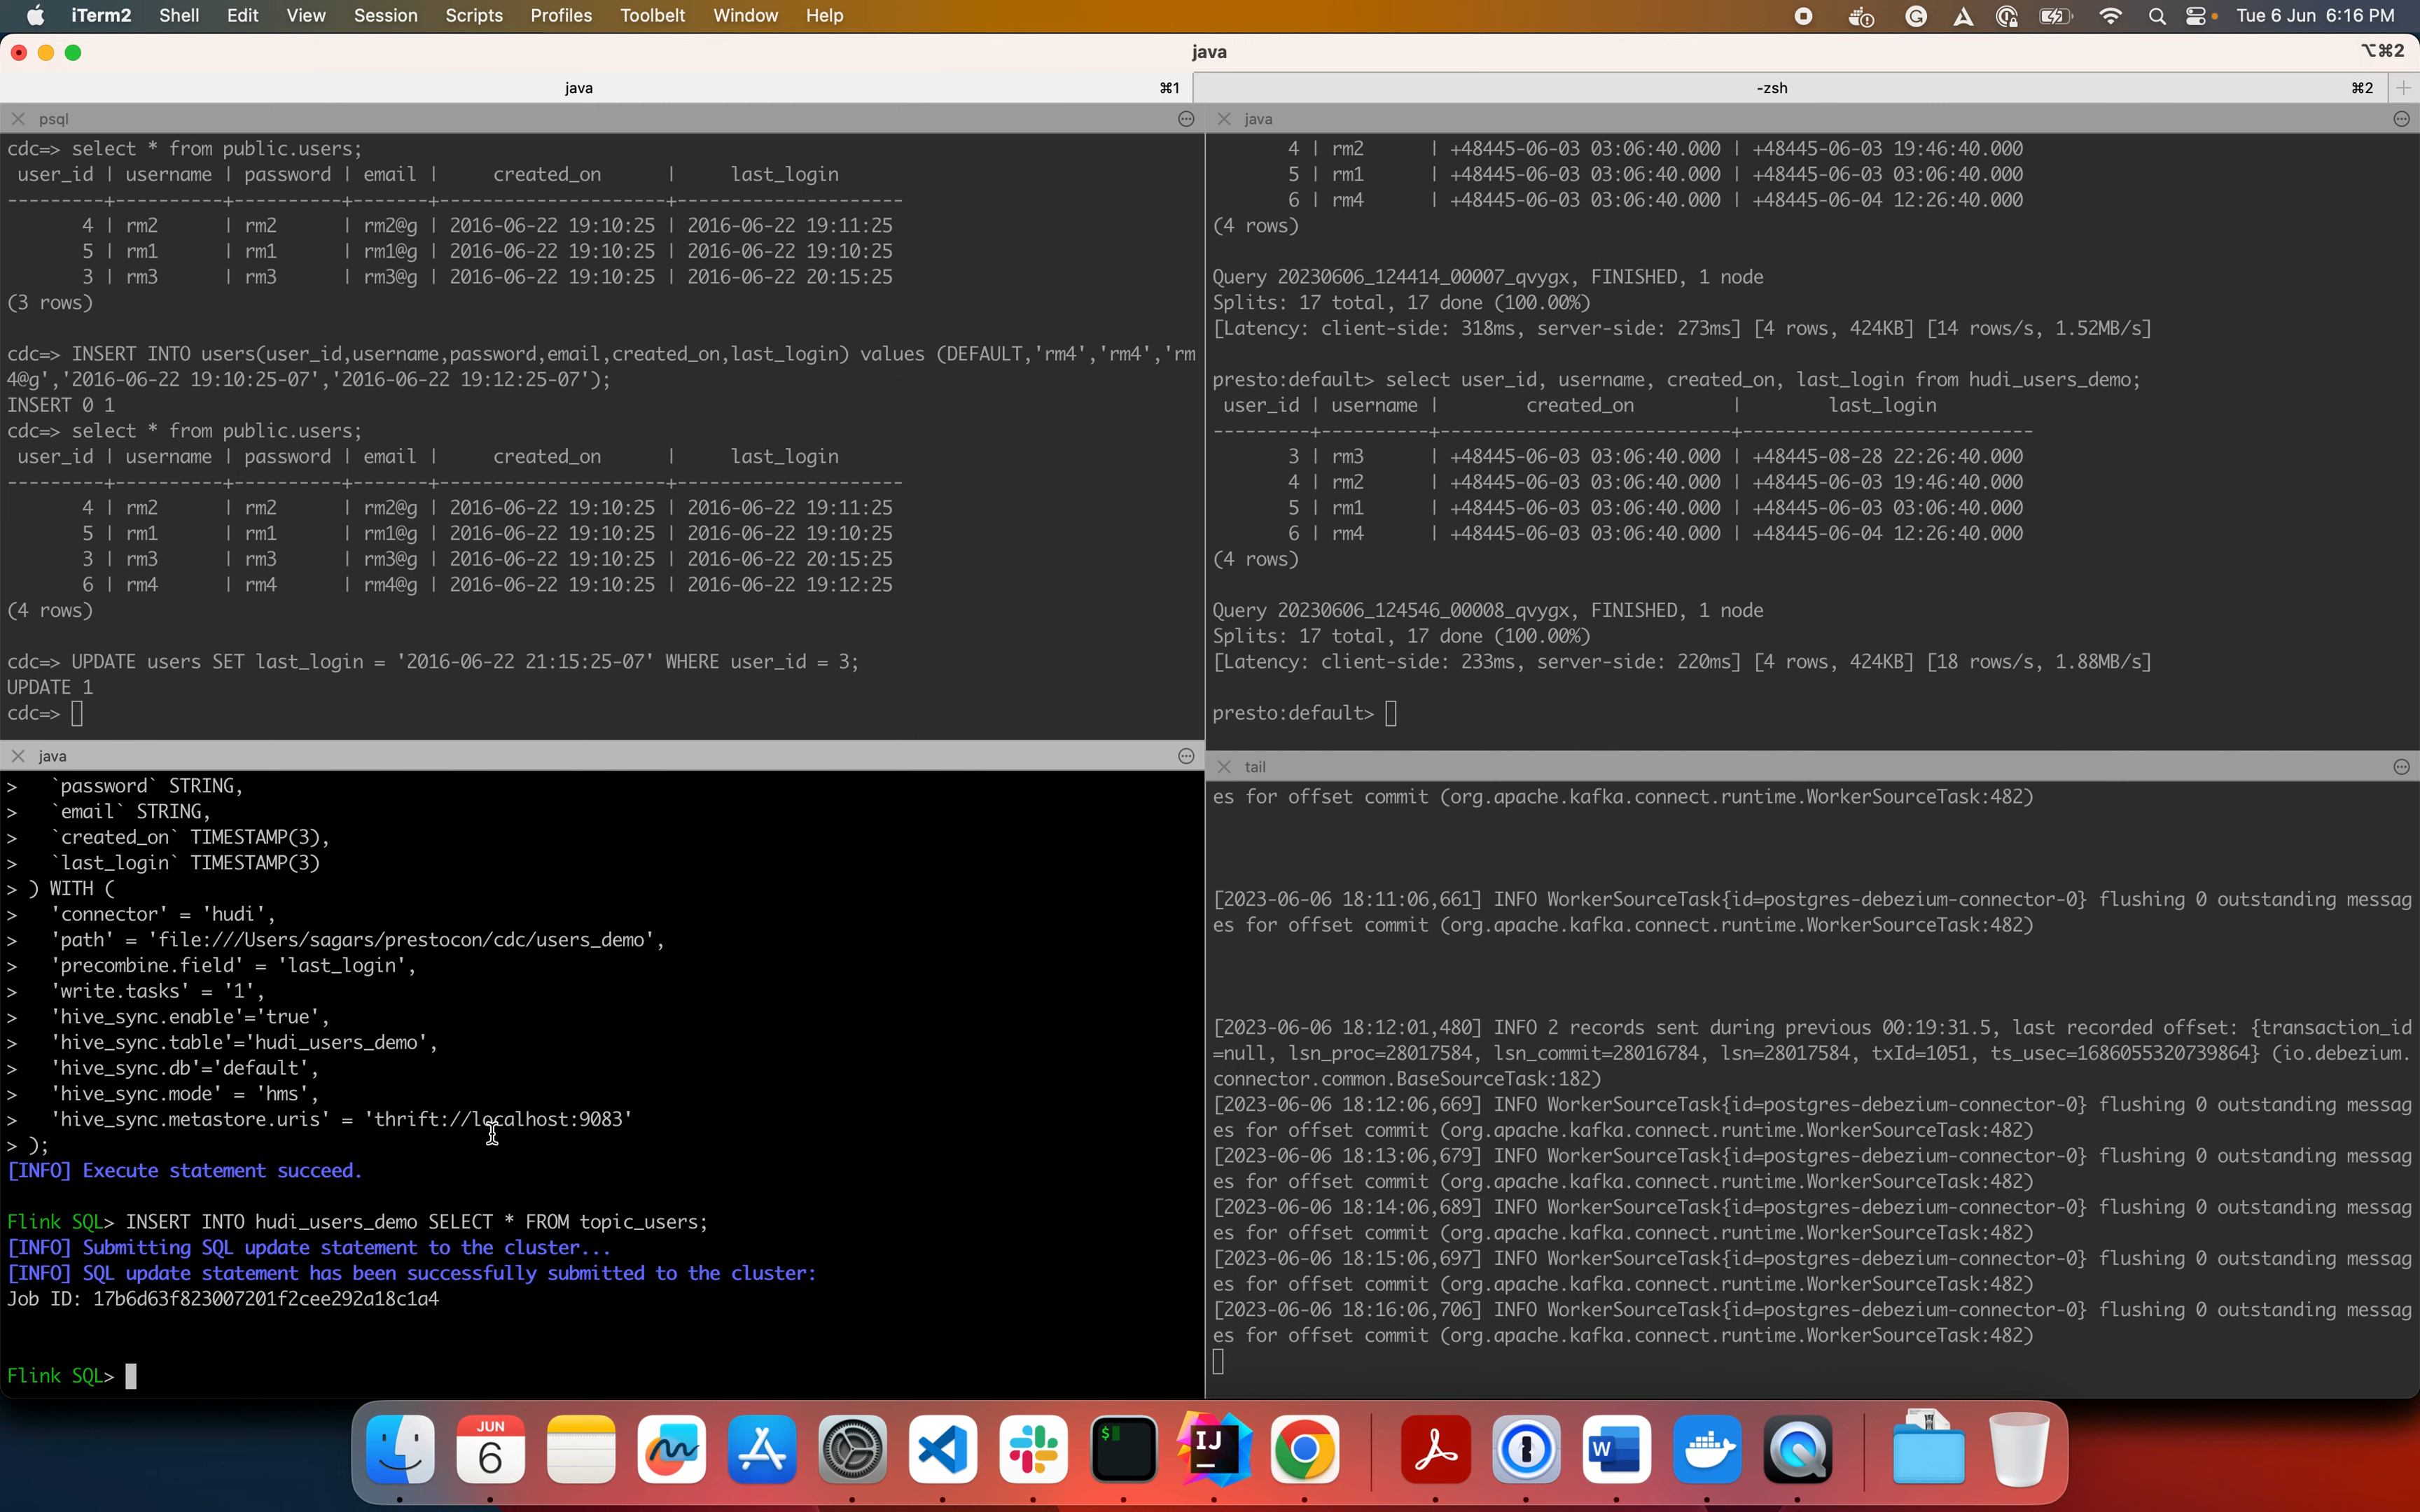 iTerm2 Shell Edit View Session Scripts Profiles Toolbelt Window Help Tue 6 Jun 6:16 PM
java ⌥⌘2
java ⌘1 -zsh ⌘2
psql
cdc=> select * from public.users;
user_id | username | password | email | created_on | last_login
---------+----------+----------+-------+---------------------+---------------------
4 | rm2 | rm2 | rm2@g | 2016-06-22 19:10:25 | 2016-06-22 19:11:25
5 | rm1 | rm1 | rm1@g | 2016-06-22 19:10:25 | 2016-06-22 19:10:25
3 | rm3 | rm3 | rm3@g | 2016-06-22 19:10:25 | 2016-06-22 20:15:25
(3 rows)
cdc=> INSERT INTO users(user_id,username,password,email,created_on,last_login) values (DEFAULT,'rm4','rm4','rm
4@g','2016-06-22 19:10:25-07','2016-06-22 19:12:25-07');
INSERT 0 1
cdc=> select * from public.users;
user_id | username | password | email | created_on | last_login
---------+----------+----------+-------+---------------------+---------------------
4 | rm2 | rm2 | rm2@g | 2016-06-22 19:10:25 | 2016-06-22 19:11:25
5 | rm1 | rm1 | rm1@g | 2016-06-22 19:10:25 | 2016-06-22 19:10:25
3 | rm3 | rm3 | rm3@g | 2016-06-22 19:10:25 | 2016-06-22 20:15:25
6 | rm4 | rm4 | rm4@g | 2016-06-22 19:10:25 | 2016-06-22 19:12:25
(4 rows)
cdc=> UPDATE users SET last_login = '2016-06-22 21:15:25-07' WHERE user_id = 3;
UPDATE 1
cdc=>
java
4 | rm2 | +48445-06-03 03:06:40.000 | +48445-06-03 19:46:40.000
5 | rm1 | +48445-06-03 03:06:40.000 | +48445-06-03 03:06:40.000
6 | rm4 | +48445-06-03 03:06:40.000 | +48445-06-04 12:26:40.000
(4 rows)
Query 20230606_124414_00007_qvygx, FINISHED, 1 node
Splits: 17 total, 17 done (100.00%)
[Latency: client-side: 318ms, server-side: 273ms] [4 rows, 424KB] [14 rows/s, 1.52MB/s]
presto:default> select user_id, username, created_on, last_login from hudi_users_demo;
user_id | username | created_on | last_login
---------+----------+---------------------------+---------------------------
3 | rm3 | +48445-06-03 03:06:40.000 | +48445-08-28 22:26:40.000
4 | rm2 | +48445-06-03 03:06:40.000 | +48445-06-03 19:46:40.000
5 | rm1 | +48445-06-03 03:06:40.000 | +48445-06-03 03:06:40.000
6 | rm4 | +48445-06-03 03:06:40.000 | +48445-06-04 12:26:40.000
(4 rows)
Query 20230606_124546_00008_qvygx, FINISHED, 1 node
Splits: 17 total, 17 done (100.00%)
[Latency: client-side: 233ms, server-side: 220ms] [4 rows, 424KB] [18 rows/s, 1.88MB/s]
presto:default>
java
> `password` STRING,
> `email` STRING,
> `created_on` TIMESTAMP(3),
> `last_login` TIMESTAMP(3)
> ) WITH (
> 'connector' = 'hudi',
> 'path' = 'file:///Users/sagars/prestocon/cdc/users_demo',
> 'precombine.field' = 'last_login',
> 'write.tasks' = '1',
> 'hive_sync.enable'='true',
> 'hive_sync.table'='hudi_users_demo',
> 'hive_sync.db'='default',
> 'hive_sync.mode' = 'hms',
> 'hive_sync.metastore.uris' = 'thrift://localhost:9083'
> );
[INFO] Execute statement succeed.
Flink SQL> INSERT INTO hudi_users_demo SELECT * FROM topic_users;
[INFO] Submitting SQL update statement to the cluster...
[INFO] SQL update statement has been successfully submitted to the cluster:
Job ID: 17b6d63f823007201f2cee292a18c1a4
Flink SQL>
tail
es for offset commit (org.apache.kafka.connect.runtime.WorkerSourceTask:482)
[2023-06-06 18:11:06,661] INFO WorkerSourceTask{id=postgres-debezium-connector-0} flushing 0 outstanding messag
es for offset commit (org.apache.kafka.connect.runtime.WorkerSourceTask:482)
[2023-06-06 18:12:01,480] INFO 2 records sent during previous 00:19:31.5, last recorded offset: {transaction_id
=null, lsn_proc=28017584, lsn_commit=28016784, lsn=28017584, txId=1051, ts_usec=1686055320739864} (io.debezium.
connector.common.BaseSourceTask:182)
[2023-06-06 18:12:06,669] INFO WorkerSourceTask{id=postgres-debezium-connector-0} flushing 0 outstanding messag
es for offset commit (org.apache.kafka.connect.runtime.WorkerSourceTask:482)
[2023-06-06 18:13:06,679] INFO WorkerSourceTask{id=postgres-debezium-connector-0} flushing 0 outstanding messag
es for offset commit (org.apache.kafka.connect.runtime.WorkerSourceTask:482)
[2023-06-06 18:14:06,689] INFO WorkerSourceTask{id=postgres-debezium-connector-0} flushing 0 outstanding messag
es for offset commit (org.apache.kafka.connect.runtime.WorkerSourceTask:482)
[2023-06-06 18:15:06,697] INFO WorkerSourceTask{id=postgres-debezium-connector-0} flushing 0 outstanding messag
es for offset commit (org.apache.kafka.connect.runtime.WorkerSourceTask:482)
[2023-06-06 18:16:06,706] INFO WorkerSourceTask{id=postgres-debezium-connector-0} flushing 0 outstanding messag
es for offset commit (org.apache.kafka.connect.runtime.WorkerSourceTask:482)
JUN
6
$
IJ
W